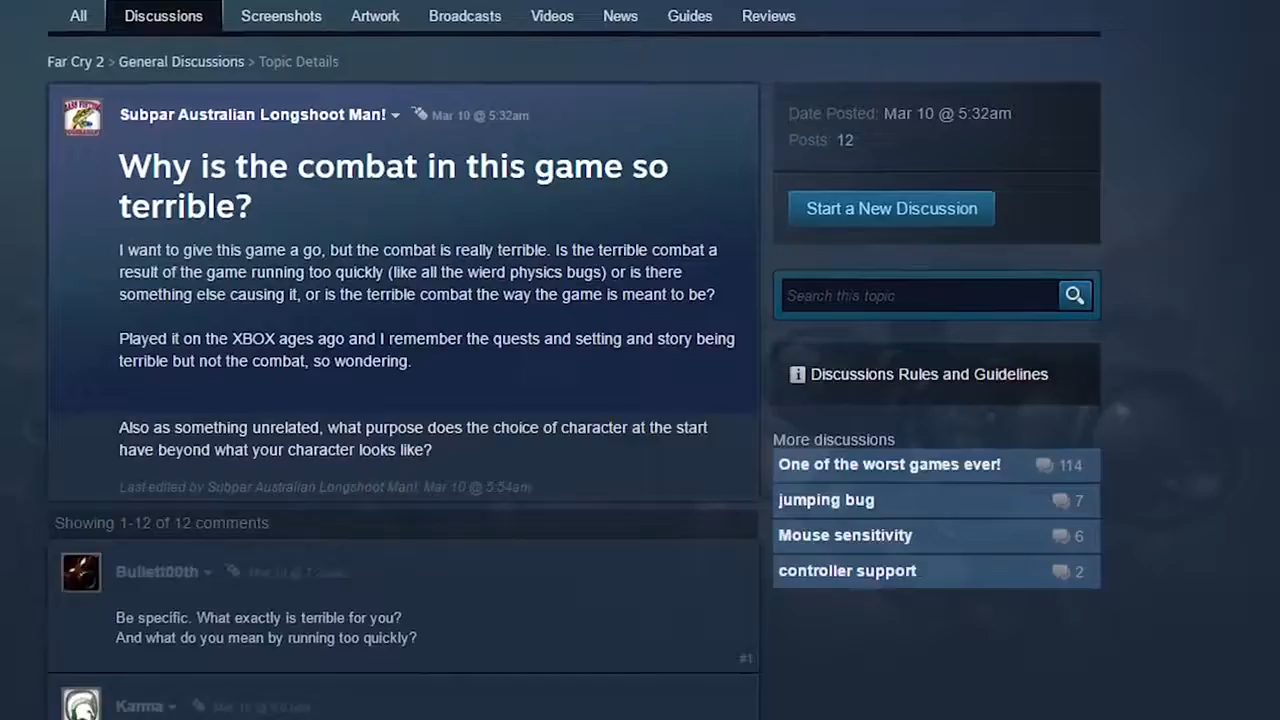 All Discussions Screenshots Artwork Broadcasts Videos News Guides Reviews
Far Cry 2 > General Discussions > Topic Details
Subpar Australian Longshoot Man! Mar 10 @ 5:32am
Why is the combat in this game so
terrible?
I want to give this game a go, but the combat is really terrible. Is the terrible combat a
result of the game running too quickly (like all the wierd physics bugs) or is there
something else causing it, or is the terrible combat the way the game is meant to be?
Played it on the XBOX ages ago and I remember the quests and setting and story being
terrible but not the combat, so wondering.
Also as something unrelated, what purpose does the choice of character at the start
have beyond what your character looks like?
Last edited by Subpar Australian Longshoot Man!; Mar 10 @ 5:54am
Showing 1-12 of 12 comments
Bullett00th
Be specific. What exactly is terrible for you?
And what do you mean by running too quickly?
#1
Karma
Date Posted: Mar 10 @ 5:32am
Posts: 12
Start a New Discussion
Search this topic
Discussions Rules and Guidelines
More discussions
One of the worst games ever! 114
jumping bug 7
Mouse sensitivity 6
controller support 2